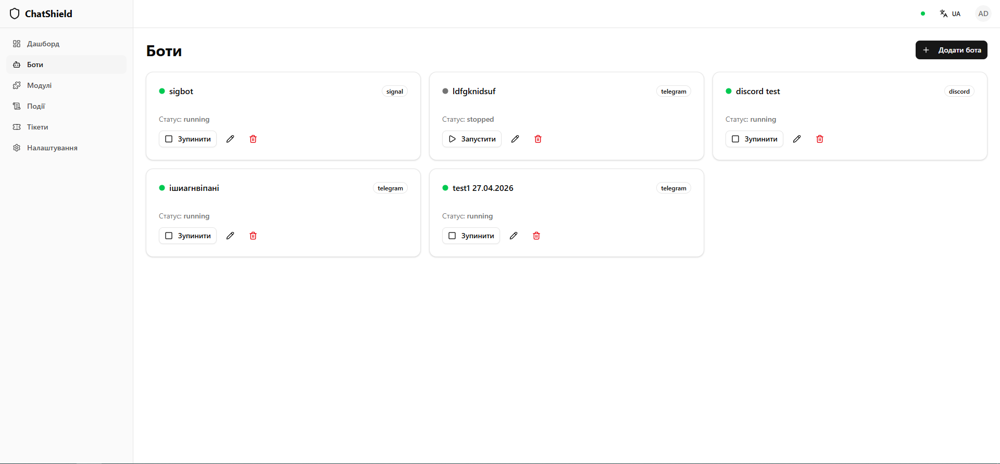 ChatShield
UA
AD
Дашборд
Боти
Модулі
Події
Тікети
Налаштування
Боти
Додати бота
sigbot
signal
Статус: running
Зупинити
ldfgknidsuf
telegram
Статус: stopped
Запустити
discord test
discord
Статус: running
Зупинити
ішиагнвіпані
telegram
Статус: running
Зупинити
test1 27.04.2026
telegram
Статус: running
Зупинити